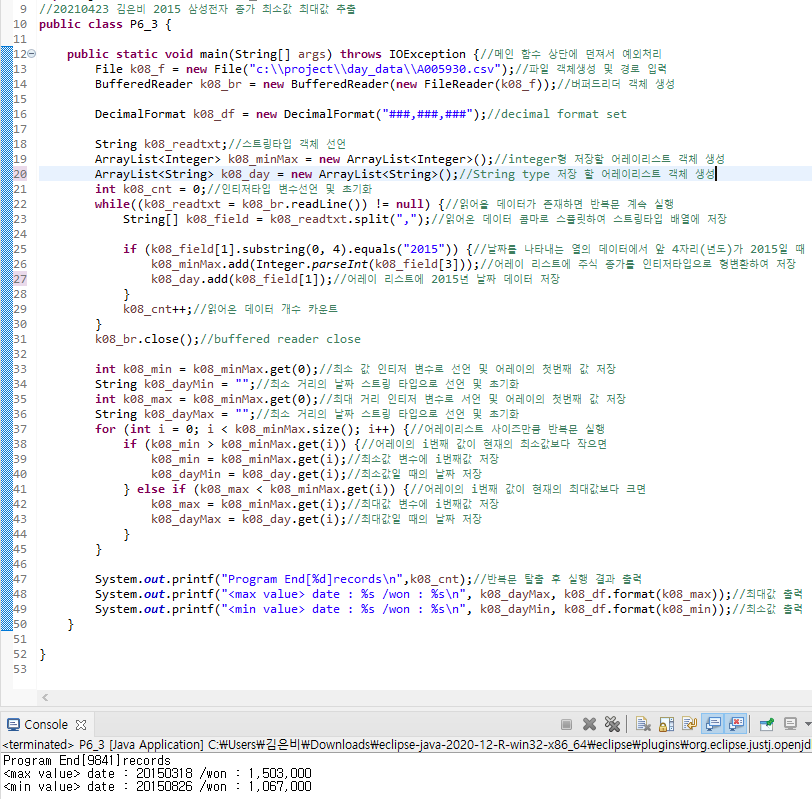 9 //20210423 김은비 2015 삼성전자 종가 최소값 최대값 추출
10 public class P6_3 {
11
12 public static void main(String[] args) throws IOException {//메인 함수 상단에 던져서 예외처리
13 File k08_f = new File("c:\\project\\day_data\\A005930.csv");//파일 객체생성 및 경로 입력
14 BufferedReader k08_br = new BufferedReader(new FileReader(k08_f));//버퍼드리더 객체 생성
15
16 DecimalFormat k08_df = new DecimalFormat("###,###,###");//decimal format set
17
18 String k08_readtxt;//스트링타입 객체 선언
19 ArrayList<Integer> k08_minMax = new ArrayList<Integer>();//integer형 저장할 어레이리스트 객체 생성
20 ArrayList<String> k08_day = new ArrayList<String>();//String type 저장 할 어레이리스트 객체 생성
21 int k08_cnt = 0;//인티저타입 변수선언 및 초기화
22 while((k08_readtxt = k08_br.readLine()) != null) {//읽어올 데이터가 존재하면 반복문 계속 실행
23 String[] k08_field = k08_readtxt.split(",");//읽어온 데이터 콤마로 스플릿하여 스트링타입 배열에 저장
24
25 if (k08_field[1].substring(0, 4).equals("2015")) {//날짜를 나타내는 열의 데이터에서 앞 4자리(년도)가 2015일 때
26 k08_minMax.add(Integer.parseInt(k08_field[3]));//어레이 리스트에 주식 종가를 인티저타입으로 형변환하여 저장
27 k08_day.add(k08_field[1]);//어레이 리스트에 2015년 날짜 데이터 저장
28 }
29 k08_cnt++;//읽어온 데이터 개수 카운트
30 }
31 k08_br.close();//buffered reader close
32
33 int k08_min = k08_minMax.get(0);//최소 값 인티저 변수로 선언 및 어레이의 첫번째 값 저장
34 String k08_dayMin = "";//최소 거리의 날짜 스트링 타입으로 선언 및 초기화
35 int k08_max = k08_minMax.get(0);//최대 거리 인티저 변수로 서언 및 어레이의 첫번째 값 저장
36 String k08_dayMax = "";//최소 거리의 날짜 스트링 타입으로 선언 및 초기화
37 for (int i = 0; i < k08_minMax.size(); i++) {//어레이리스트 사이즈만큼 반복문 실행
38 if (k08_min > k08_minMax.get(i)) {//어레이의 i번째 값이 현재의 최소값보다 작으면
39 k08_min = k08_minMax.get(i);//최소값 변수에 i번째값 저장
40 k08_dayMin = k08_day.get(i);//최소값일 때의 날짜 저장
41 } else if (k08_max < k08_minMax.get(i)) {//어레이의 i번째 값이 현재의 최대값보다 크면
42 k08_max = k08_minMax.get(i);//최대값 변수에 i번째값 저장
43 k08_dayMax = k08_day.get(i);//최대값일 때의 날짜 저장
44 }
45 }
46
47 System.out.printf("Program End[%d]records\n",k08_cnt);//반복문 탈출 후 실행 결과 출력
48 System.out.printf("<max value> date : %s /won : %s\n", k08_dayMax, k08_df.format(k08_max));//최대값 출력
49 System.out.printf("<min value> date : %s /won : %s\n", k08_dayMin, k08_df.format(k08_min));//최소값 출력
50 }
51
52 }
53
Console
<terminated> P6_3 [Java Application] C:￦Users￦김은비￦Downloads￦eclipse-java-2020-12-R-win32-x86_64￦eclipse￦plugins￦org.eclipse.justj.openjd
Program End[9841]records
<max value> date : 20150318 /won : 1,503,000
<min value> date : 20150826 /won : 1,067,000